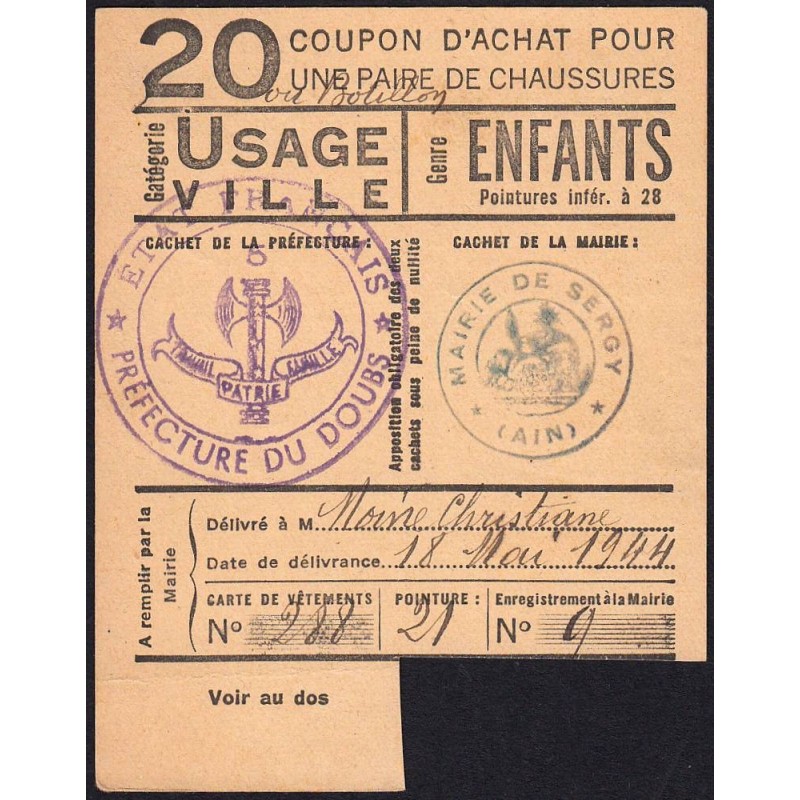 20 COUPON D'ACHAT POUR
UNE PAIRE DE CHAUSSURES
ou Botillon
Gatégorie
USAGE
VILLE
Genre
ENFANTS
Pointures infér. à 28
CACHET DE LA PRÉFECTURE :
Apposition obligatoire des deux
cachets sous peine de nullité
CACHET DE LA MAIRIE :
★ ÉTAT FRANÇAIS ★
5
TRAVAIL FAMILLE
PATRIE
PRÉFECTURE DU DOUBS
MAIRIE DE SERGY
★ (AIN) ★
A remplir par la
Mairie
Délivré à M. Moine Christiane
Date de délivrance 18 Mai 1944
CARTE DE VÊTEMENTS
N° 288
POINTURE :
21
Enregistrement à la Mairie
N° 9
Voir au dos